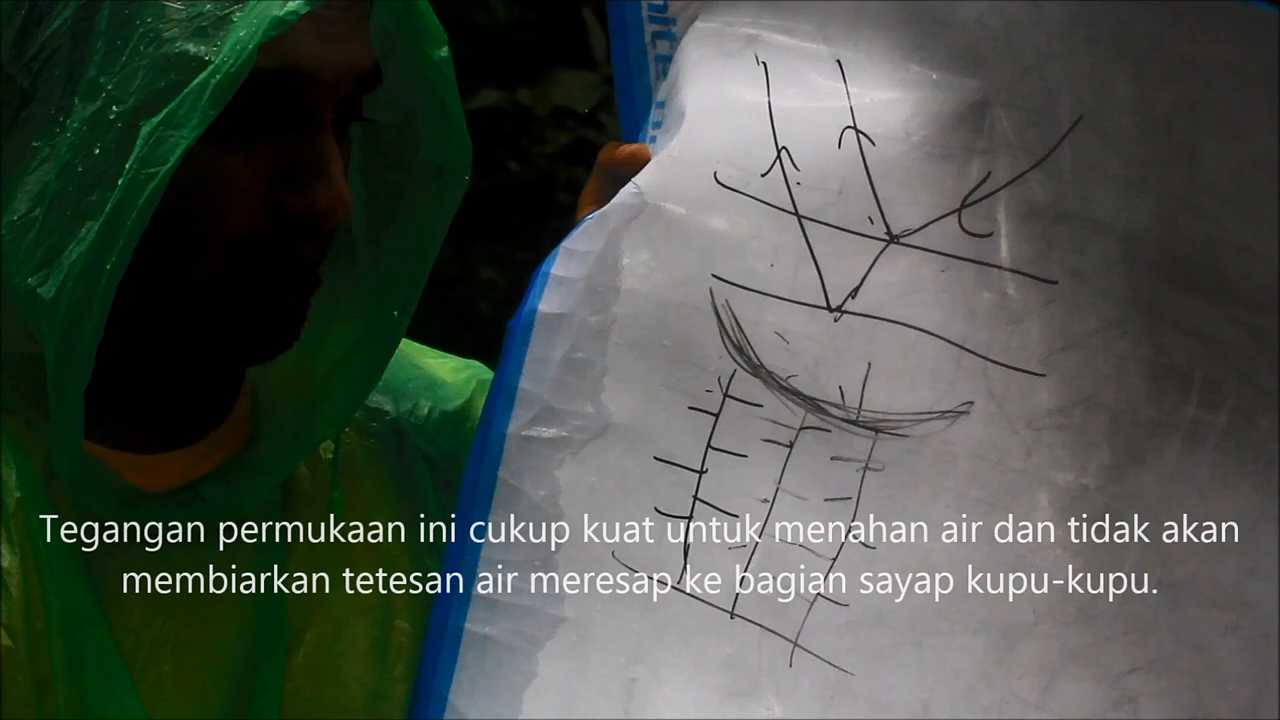 Tegangan permukaan ini cukup kuat untuk menahan air dan tidak akan
membiarkan tetesan air meresap ke bagian sayap kupu-kupu.